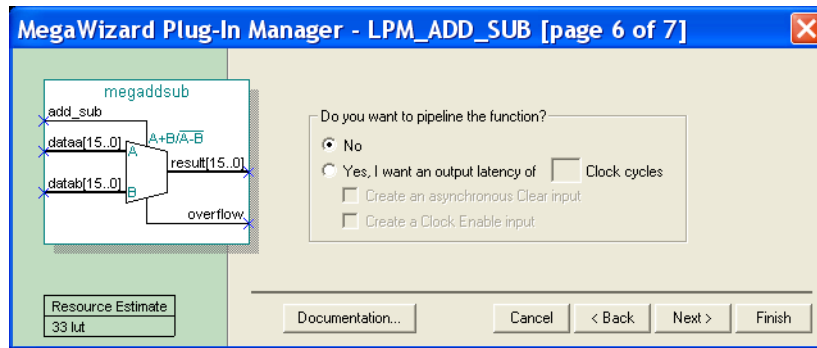 MegaWizard Plug-In Manager - LPM_ADD_SUB [page 6 of 7]
megaddsub
add_sub
A+B/A-B
dataa[15..0]
A
result[15..0]
datab[15..0]
B
overflow
Resource Estimate
33 lut
Do you want to pipeline the function?
No
Yes, I want an output latency of Clock cycles
Create an asynchronous Clear input
Create a Clock Enable input
Documentation... Cancel < Back Next > Finish